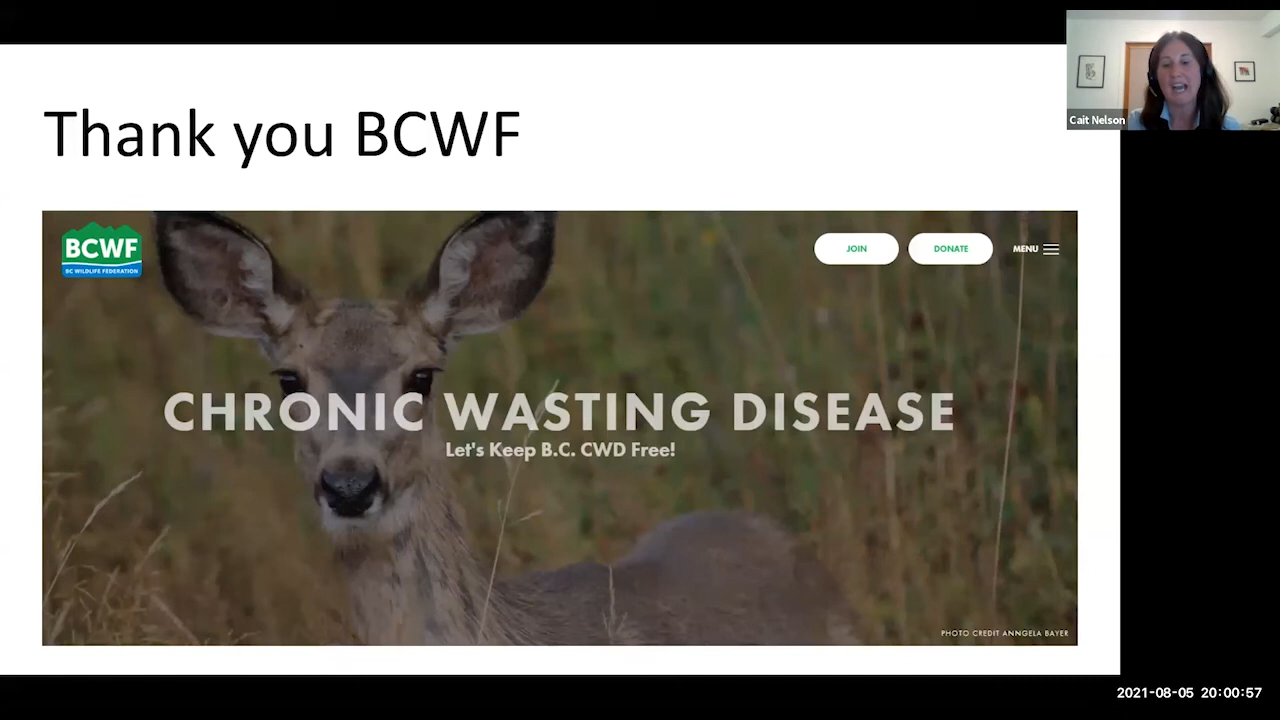 Thank you BCWF
Cait Nelson
BCWF
BC WILDLIFE FEDERATION
JOIN
DONATE
MENU
CHRONIC WASTING DISEASE
Let's Keep B.C. CWD Free!
PHOTO CREDIT ANNGELA BAYER
2021-08-05 20:00:57